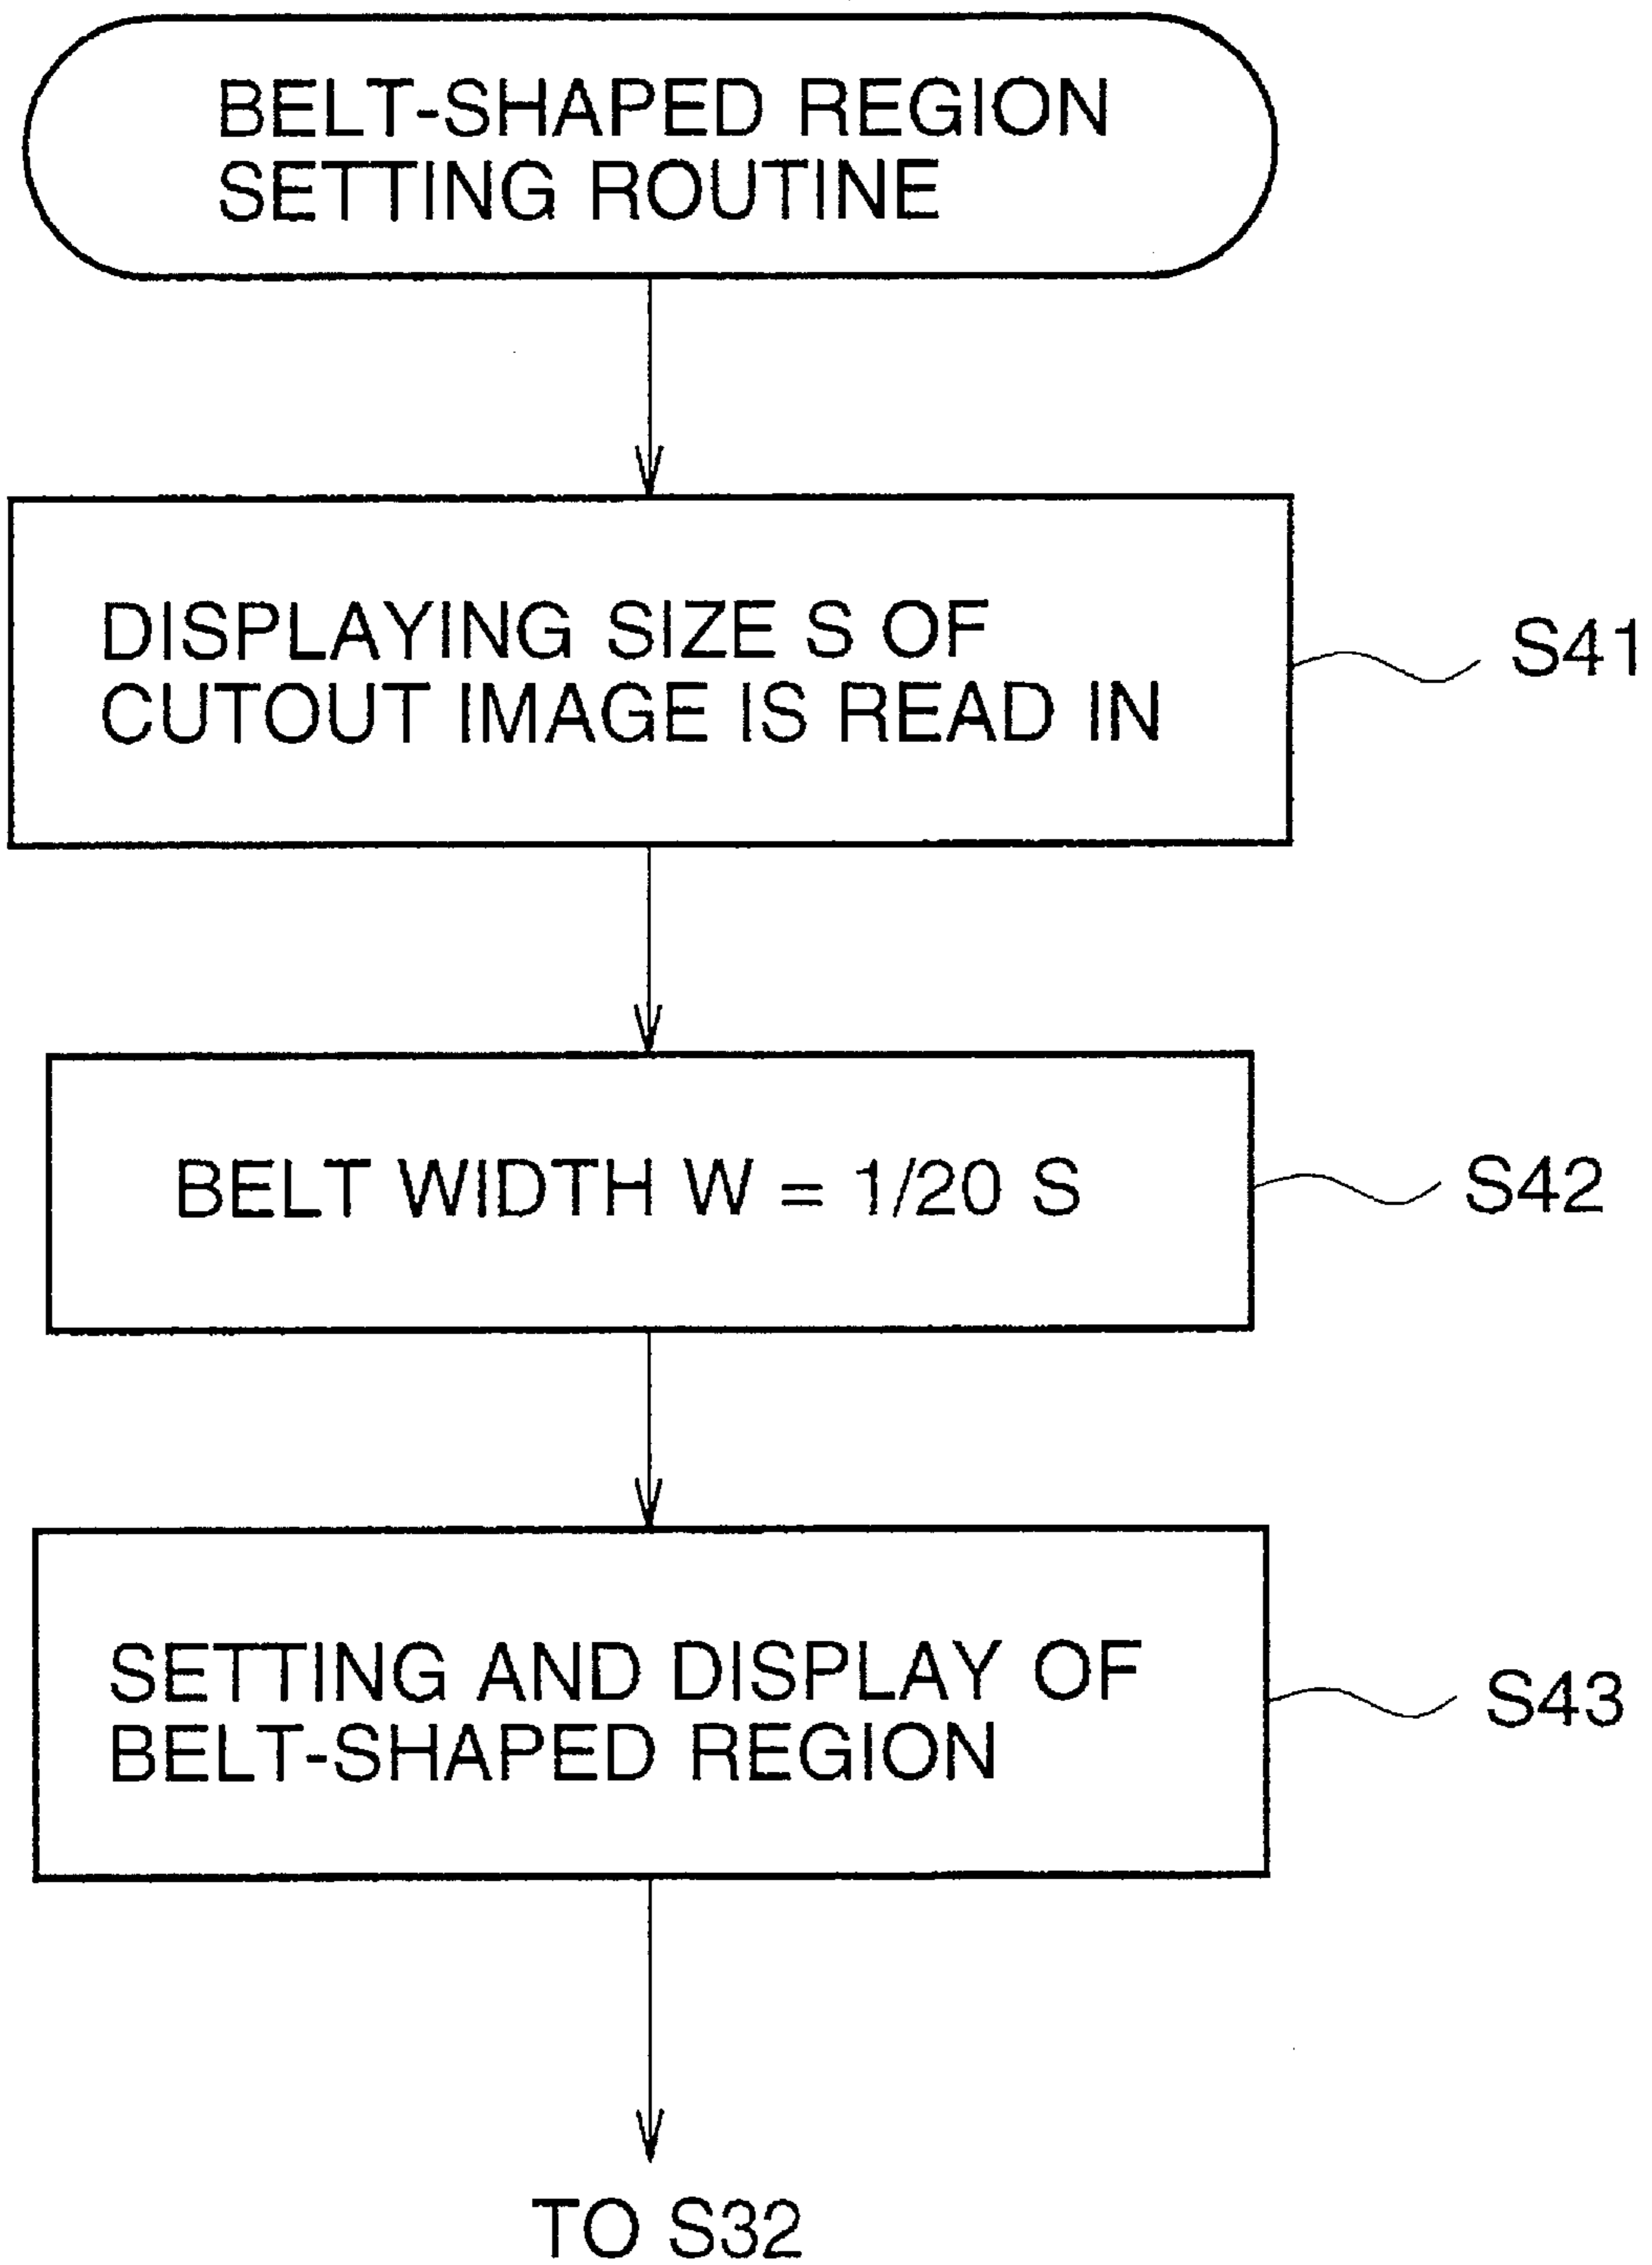 BELT-SHAPED REGION
SETTING ROUTINE
DISPLAYING SIZE S OF
CUTOUT IMAGE IS READ IN
S41
BELT WIDTH W = 1/20 S
S42
SETTING AND DISPLAY OF
BELT-SHAPED REGION
S43
TO S32